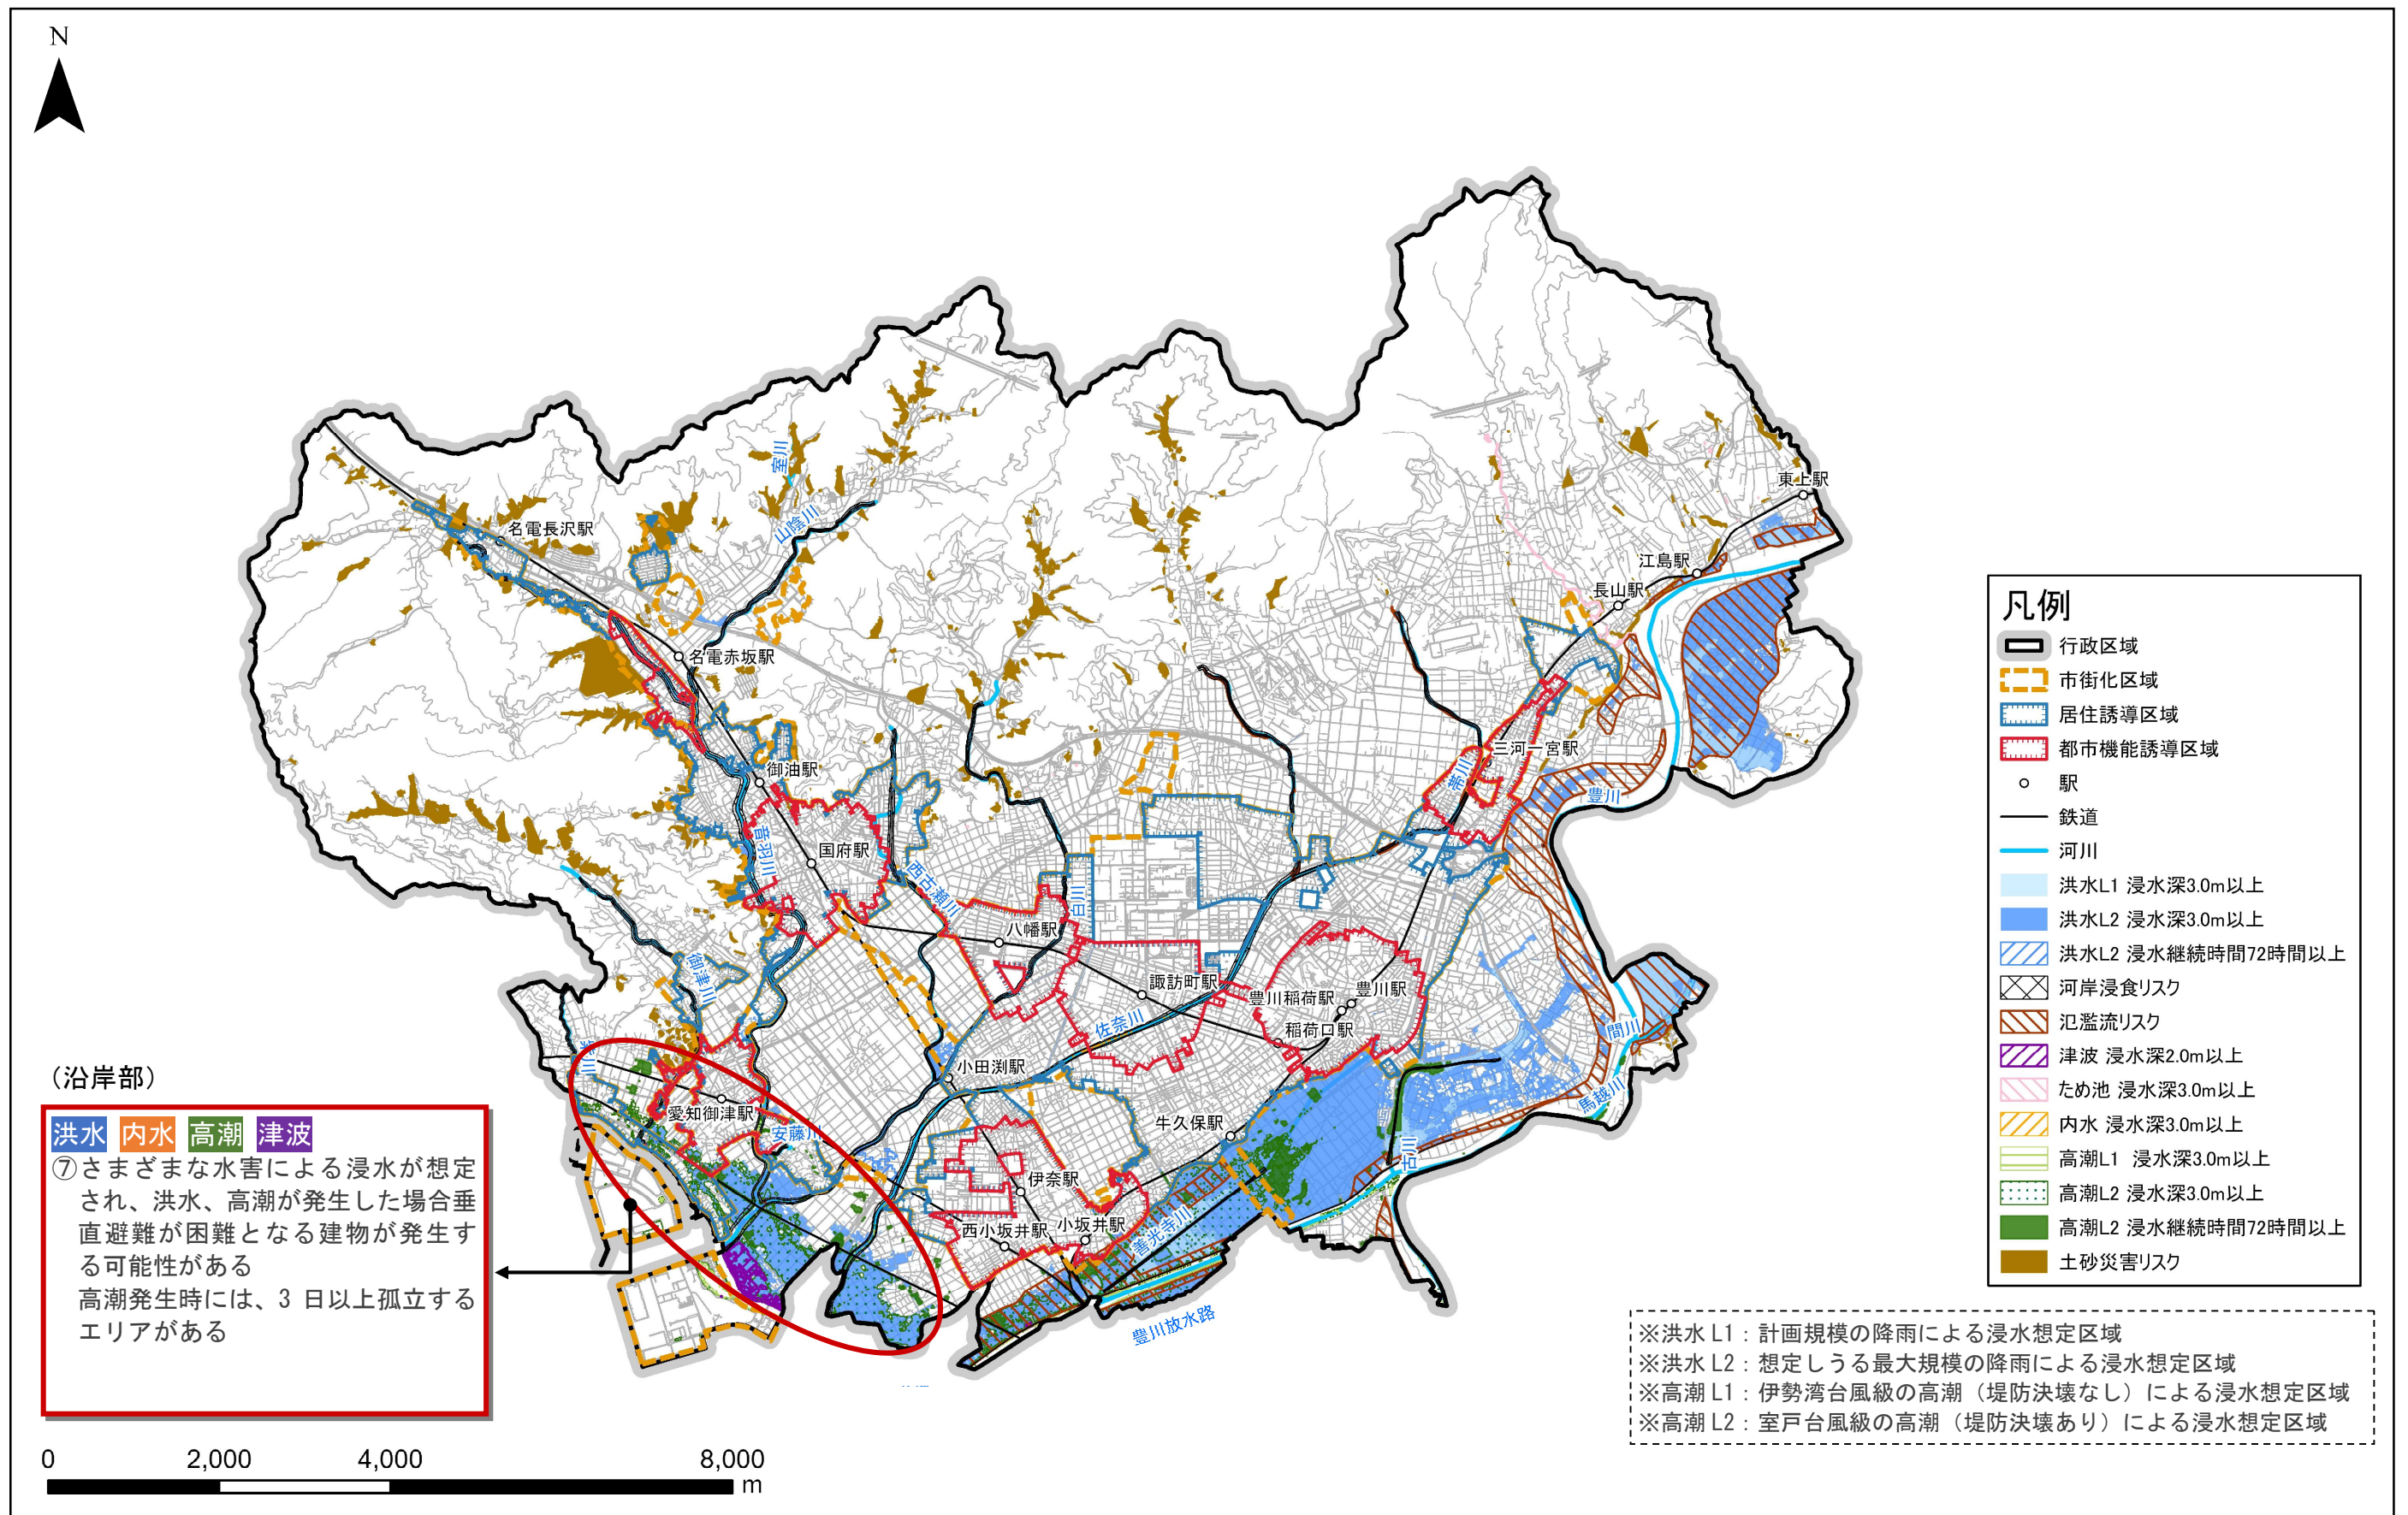 N
東上駅
名電長沢駅
室川
山陰川
江島駅
長山駅
名電赤坂駅
三河一宮駅
御油駅
帯川
豊川
国府駅
音羽川
西古瀬川
白川
八幡駅
諏訪町駅
豊川稲荷駅
豊川駅
稲荷口駅
御津川
佐奈川
間川
小田渕駅
馬越川
愛知御津駅
安藤川
牛久保駅
古川
伊奈駅
西小坂井駅
小坂井駅
善光寺川
豊川放水路
(沿岸部)
洪水 内水 高潮 津波
⑦さまざまな水害による浸水が想定
され、洪水、高潮が発生した場合垂
直避難が困難となる建物が発生す
る可能性がある
高潮発生時には、3 日以上孤立する
エリアがある
0 2,000 4,000 8,000
m
凡例
行政区域
市街化区域
居住誘導区域
都市機能誘導区域
駅
鉄道
河川
洪水L1 浸水深3.0m以上
洪水L2 浸水深3.0m以上
洪水L2 浸水継続時間72時間以上
河岸浸食リスク
氾濫流リスク
津波 浸水深2.0m以上
ため池 浸水深3.0m以上
内水 浸水深3.0m以上
高潮L1 浸水深3.0m以上
高潮L2 浸水深3.0m以上
高潮L2 浸水継続時間72時間以上
土砂災害リスク
※洪水 L1：計画規模の降雨による浸水想定区域
※洪水 L2：想定しうる最大規模の降雨による浸水想定区域
※高潮 L1：伊勢湾台風級の高潮（堤防決壊なし）による浸水想定区域
※高潮 L2：室戸台風級の高潮（堤防決壊あり）による浸水想定区域